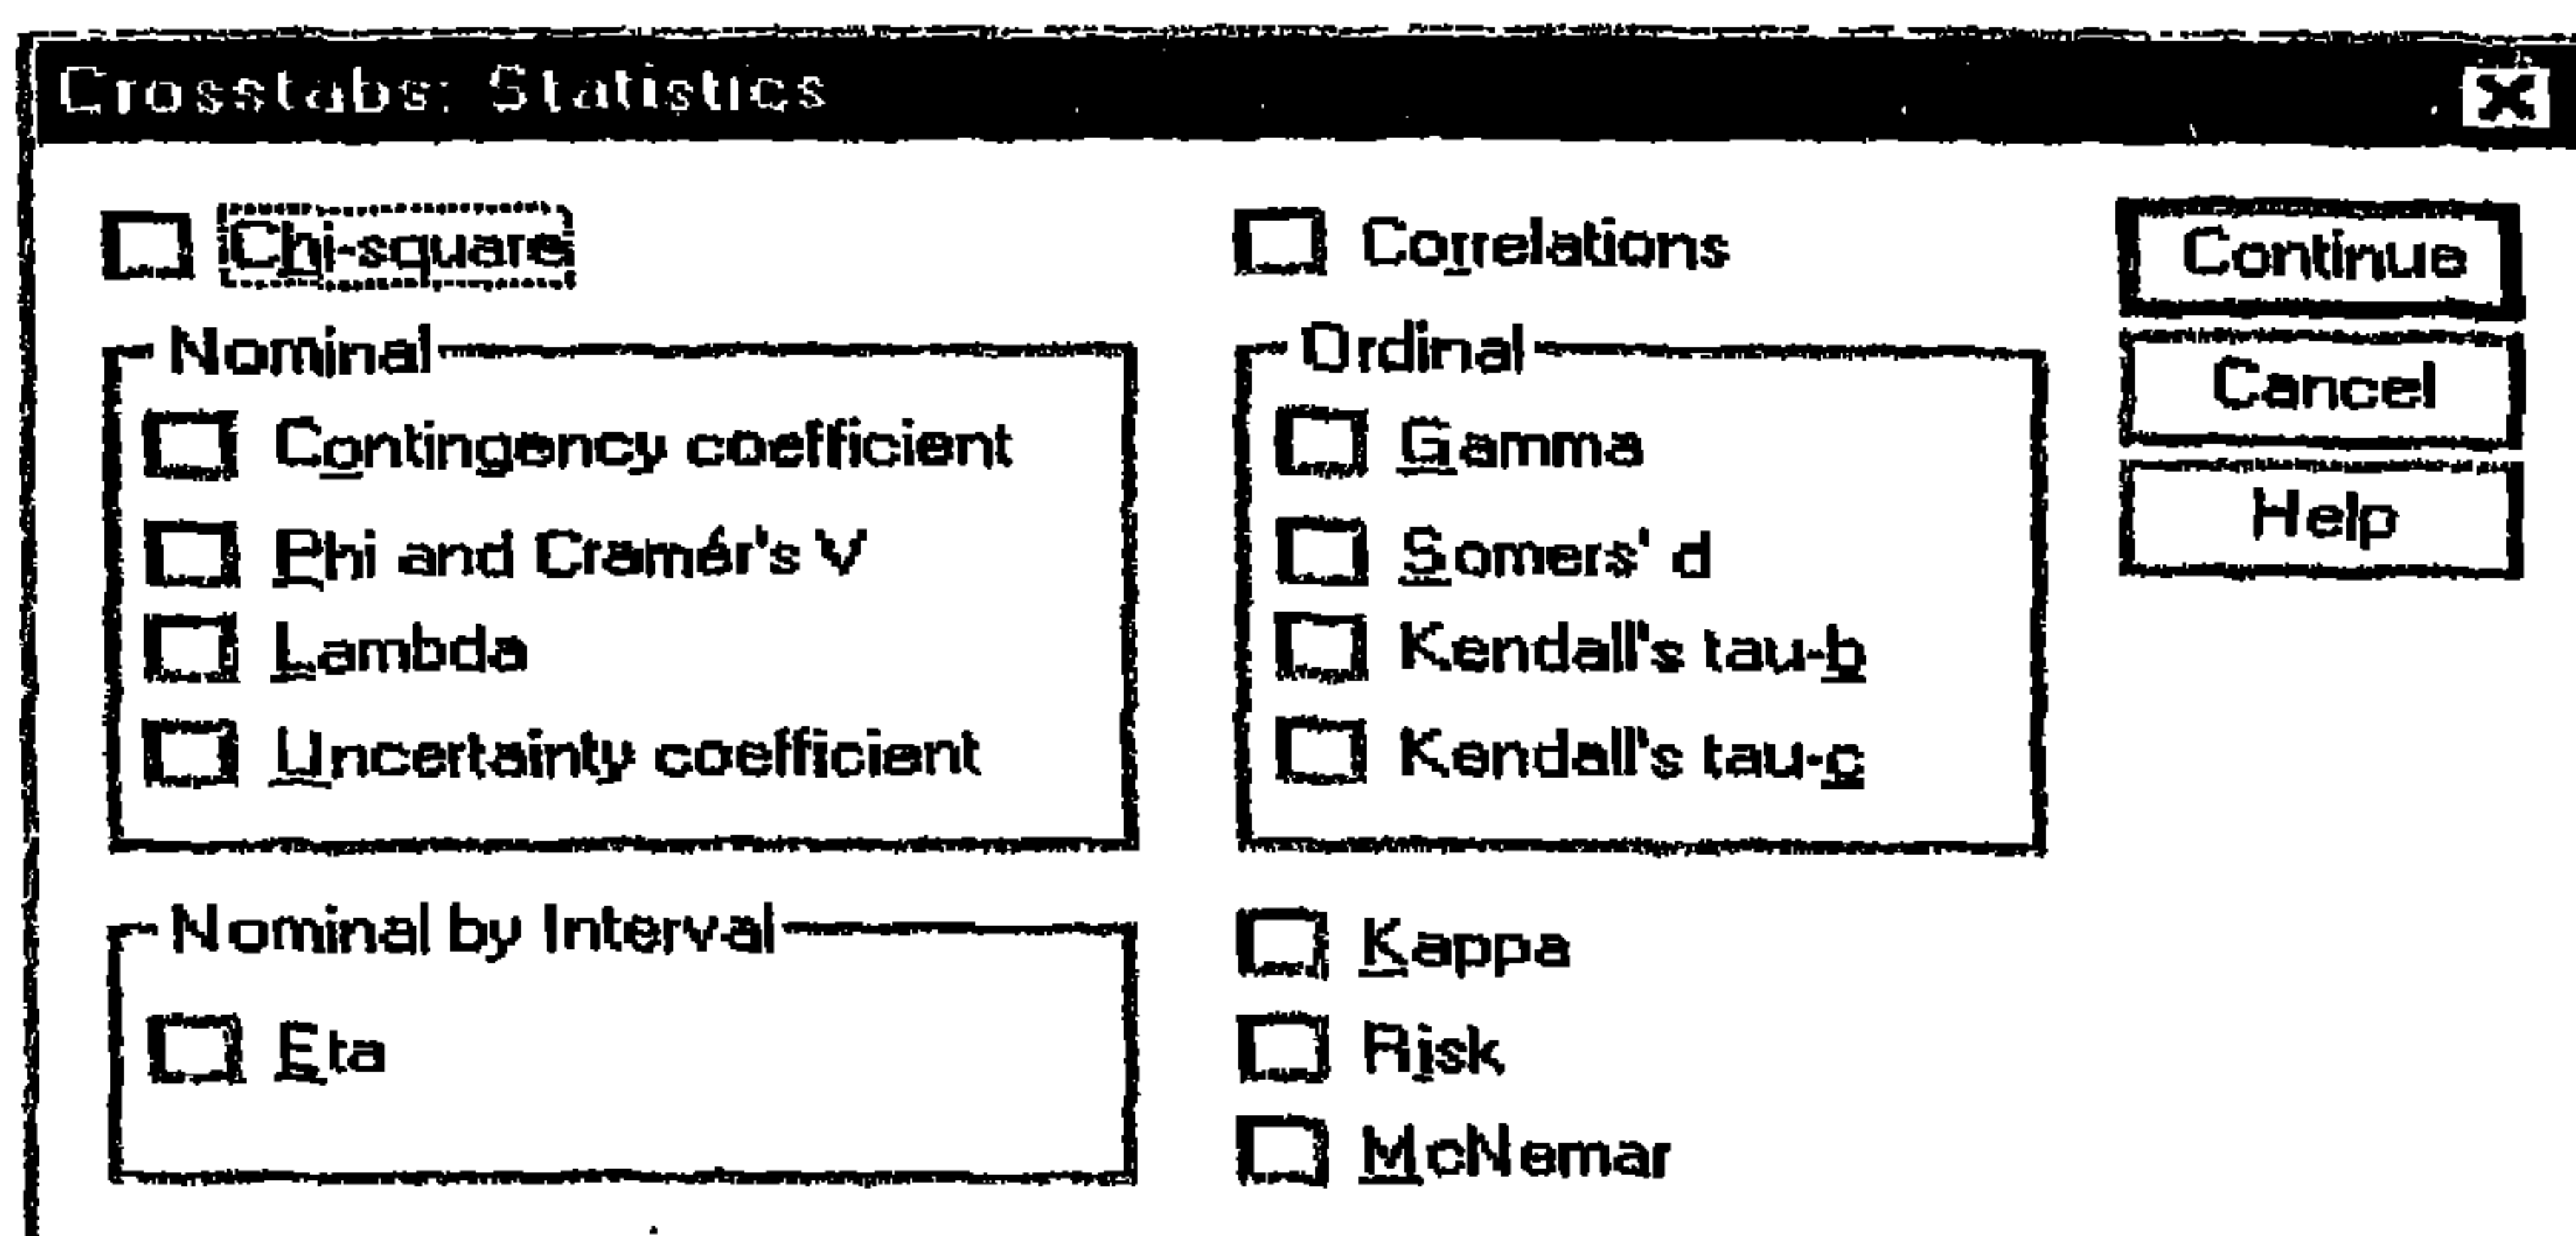 Crosstabs: Statistics
Chi-square
Correlations
Continue
Cancel
Help
Nominal
Contingency coefficient
Phi and Cramér's V
Lambda
Uncertainty coefficient
Ordinal
Gamma
Somers' d
Kendall's tau-b
Kendall's tau-c
Nominal by Interval
Eta
Kappa
Risk
McNemar